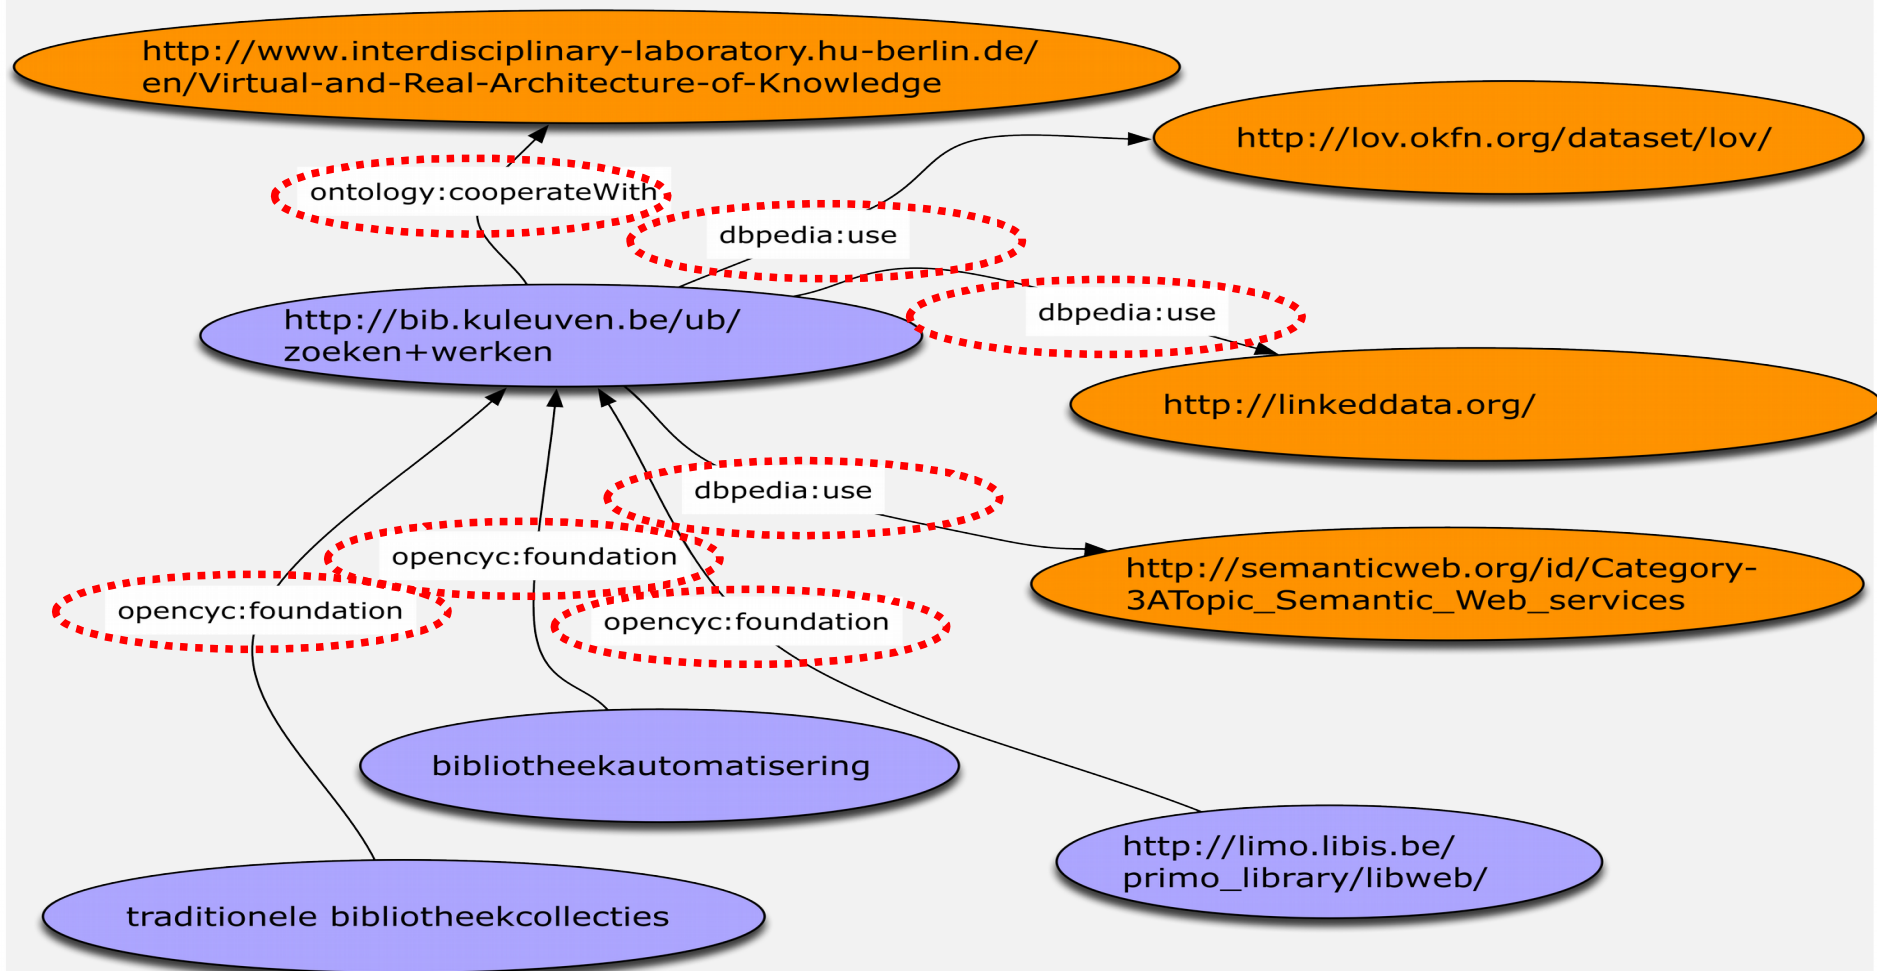 http://www.interdisciplinary-laboratory.hu-berlin.de/
en/Virtual-and-Real-Architecture-of-Knowledge
http://lov.okfn.org/dataset/lov/
ontology:cooperateWith
dbpedia:use
dbpedia:use
http://bib.kuleuven.be/ub/
zoeken+werken
http://linkeddata.org/
dbpedia:use
opencyc:foundation
http://semanticweb.org/id/Category-
3ATopic_Semantic_Web_services
opencyc:foundation
opencyc:foundation
bibliotheekautomatisering
http://limo.libis.be/
primo_library/libweb/
traditionele bibliotheekcollecties